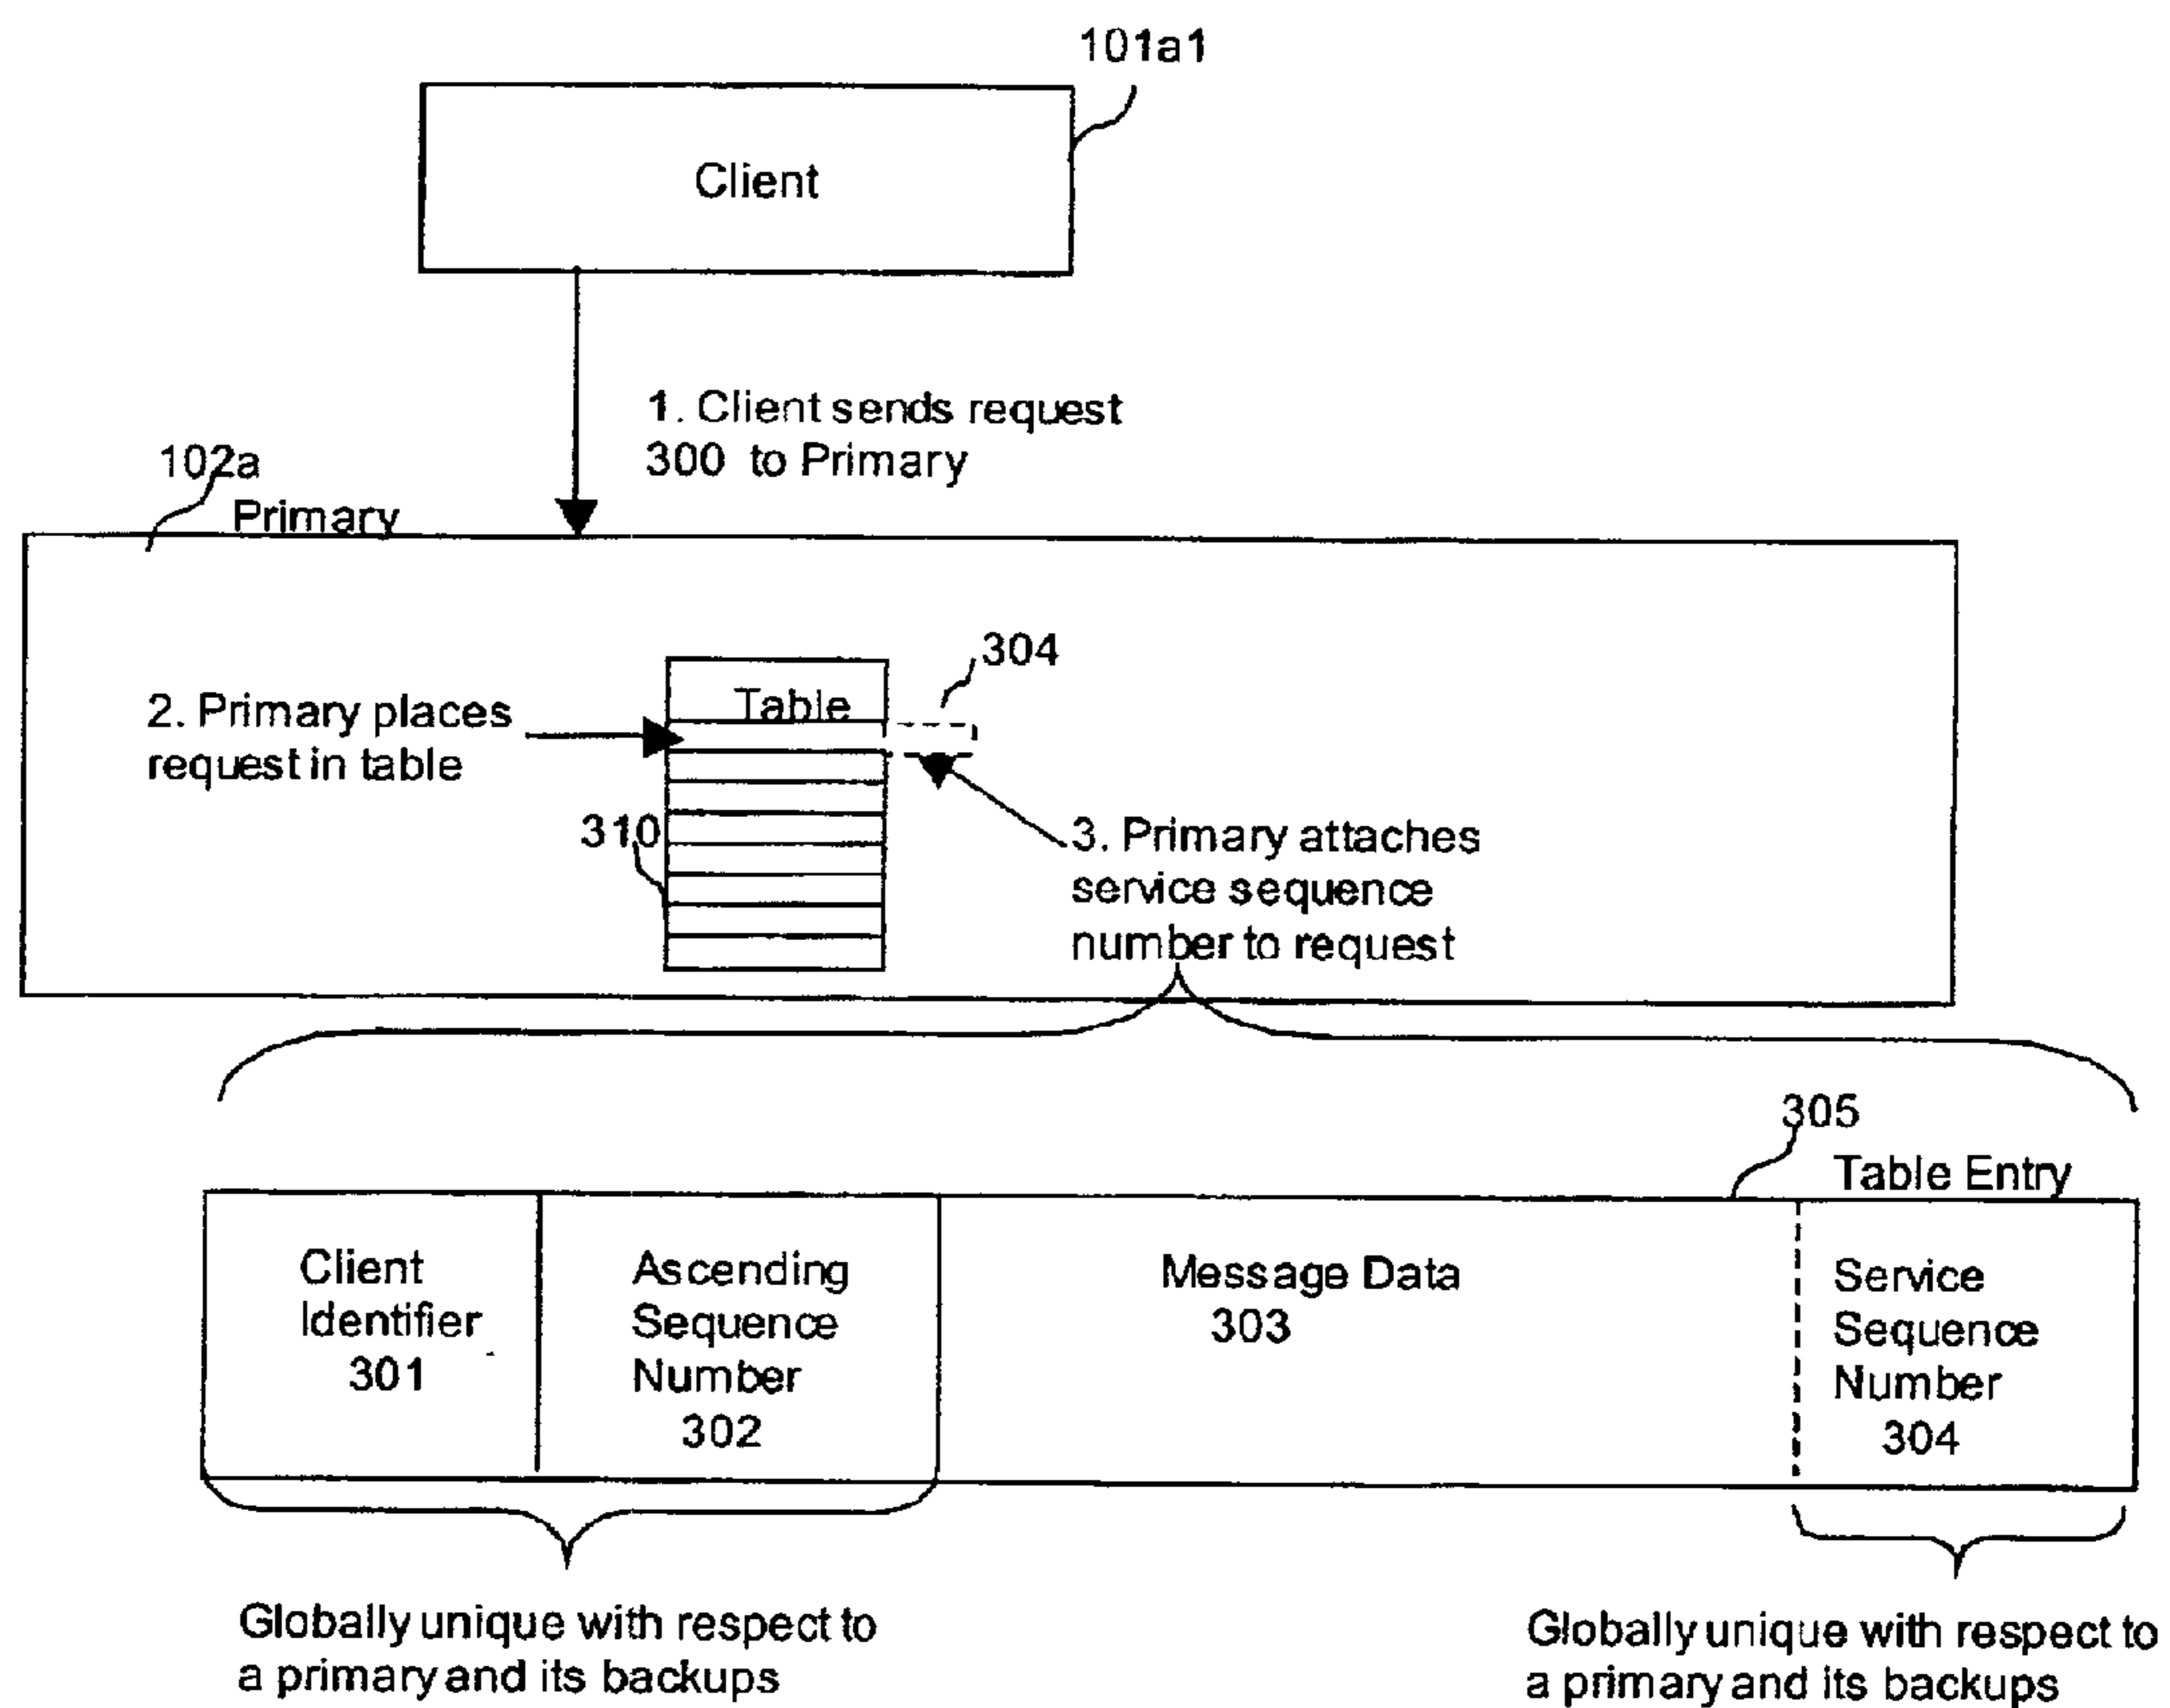 101a1
Client
1. Client sends request
300 to Primary
102a
Primary
304
Table
2. Primary places
request in table
310
3. Primary attaches
service sequence
number to request
305
Table Entry
Client
Identifier
301
Ascending
Sequence
Number
302
Message Data
303
Service
Sequence
Number
304
Globally unique with respect to
a primary and its backups
Globally unique with respect to
a primary and its backups